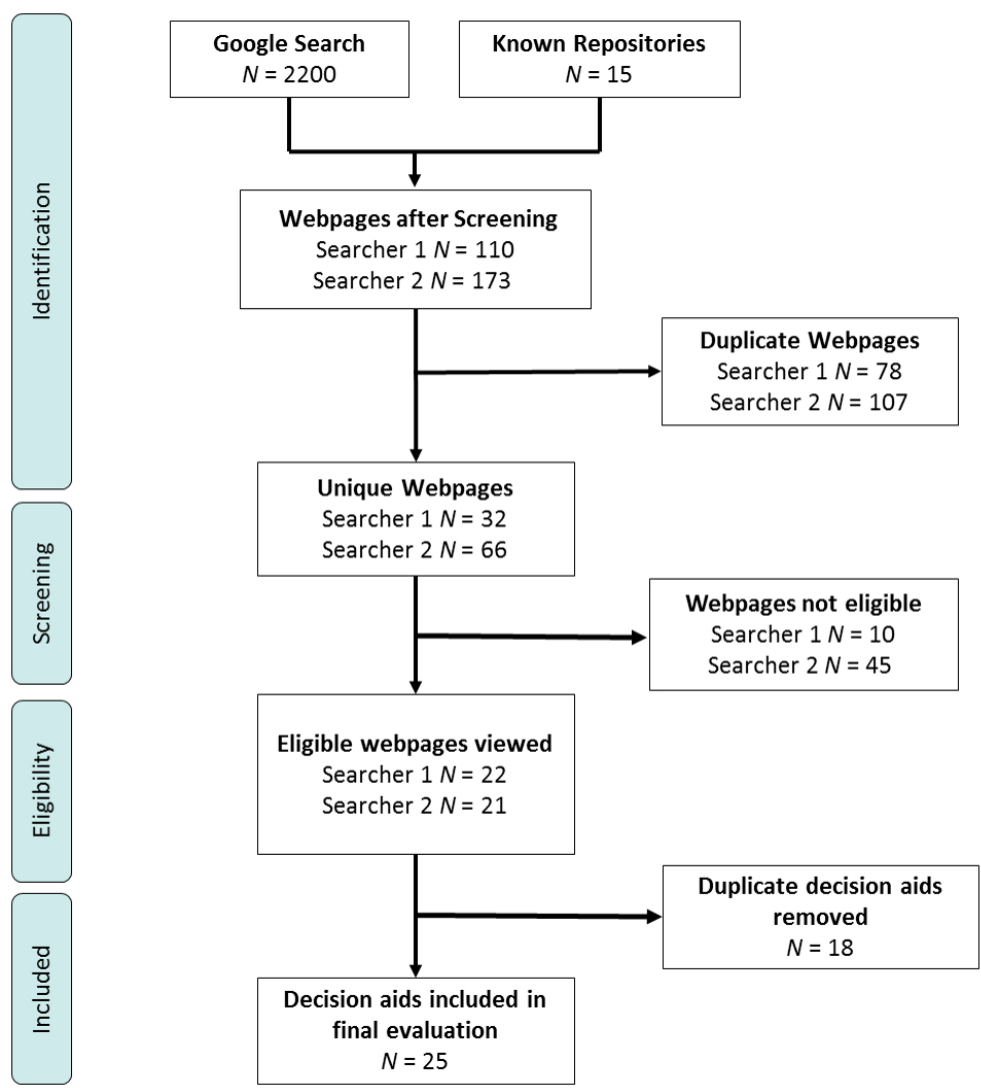 Google Search
N = 2200
Known Repositories
N = 15
Identification
Webpages after Screening
Searcher 1 N = 110
Searcher 2 N = 173
Duplicate Webpages
Searcher 1 N = 78
Searcher 2 N = 107
Unique Webpages
Searcher 1 N = 32
Searcher 2 N = 66
Screening
Webpages not eligible
Searcher 1 N = 10
Searcher 2 N = 45
Eligibility
Eligible webpages viewed
Searcher 1 N = 22
Searcher 2 N = 21
Duplicate decision aids
removed
N = 18
Included
Decision aids included in
final evaluation
N = 25